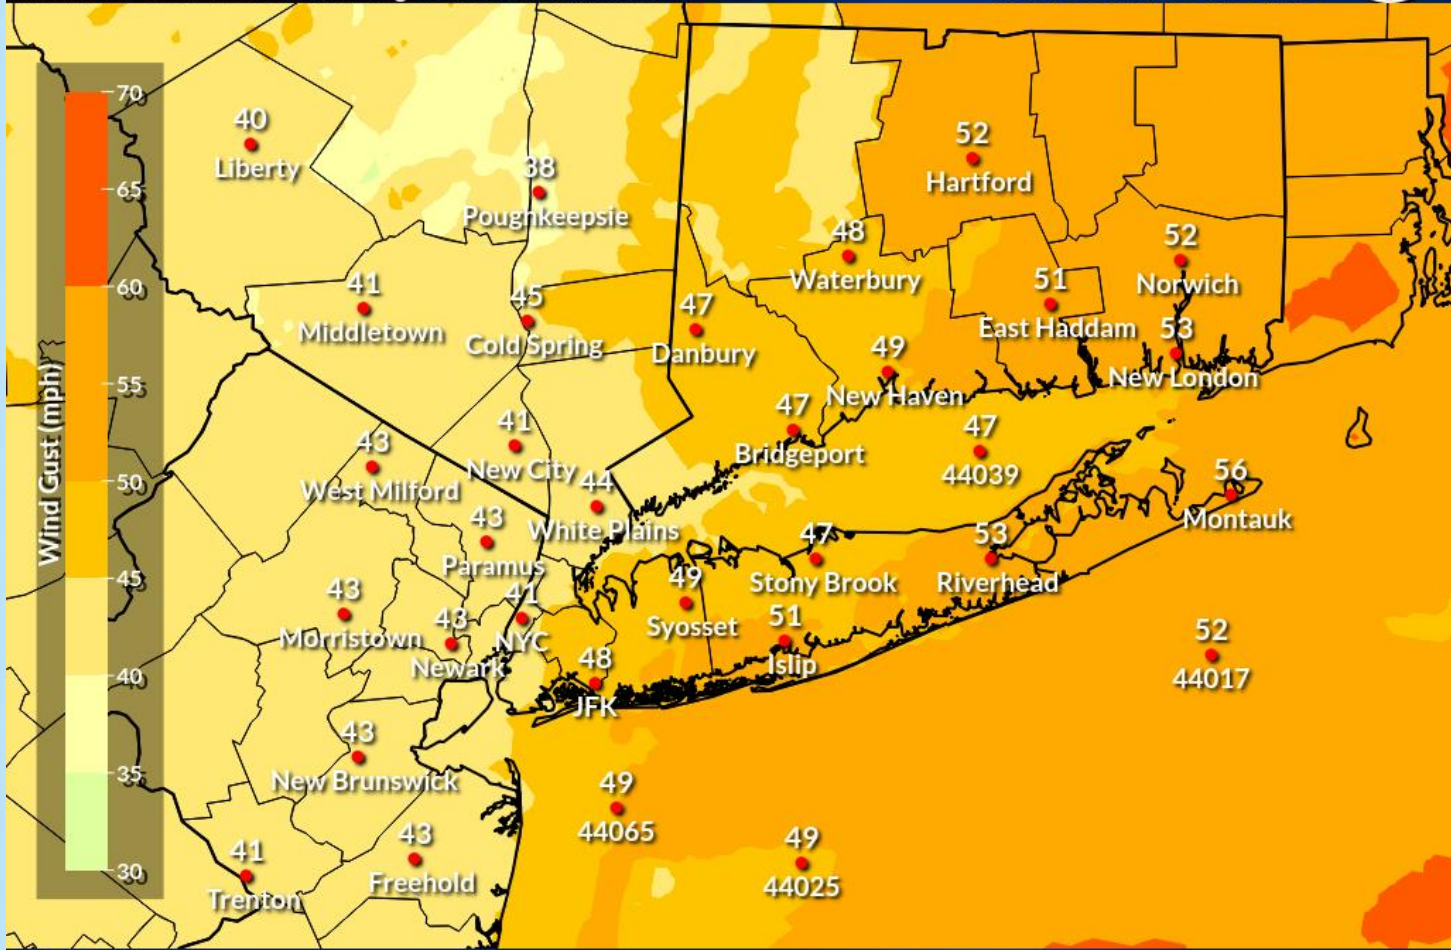 70
65
60
55
50
45
40
35
30
Wind Gust (mph)
40
Liberty
38
Poughkeepsie
52
Hartford
48
Waterbury
52
Norwich
41
Middletown
45
Cold Spring
47
Danbury
51
East Haddam
53
New London
49
New Haven
47
Bridgeport
47
44039
41
New City
43
West Milford
44
White Plains
56
Montauk
43
Paramus
47
Stony Brook
53
Riverhead
49
Syosset
43
Morristown
43
Newark
41
NYC
51
Islip
52
44017
48
JFK
43
New Brunswick
49
44065
49
44025
43
Freehold
41
Trenton